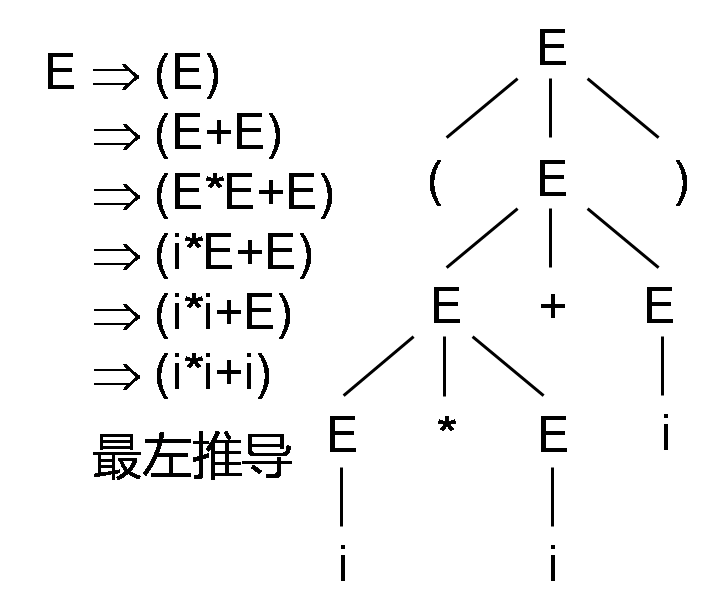 E ⇒ (E)
⇒ (E+E)
⇒ (E*E+E)
⇒ (i*E+E)
⇒ (i*i+E)
⇒ (i*i+i)
最左推导
E
( E )
E + E
E * E i
i i